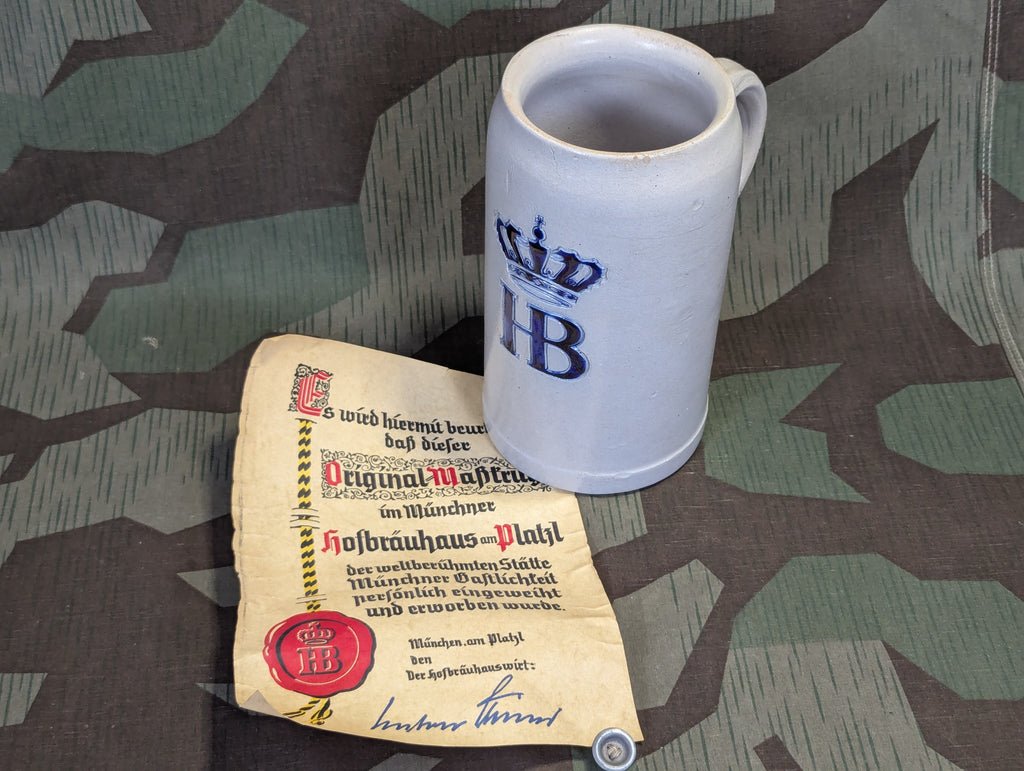 HB
Es wird hiermit beur
daß dieser
Original-Maßkrug
im Münchner
Hofbräuhaus am Platzl
der weltberühmten Stätte
Münchner Gastlichkeit
persönlich eingeweiht
und erworben wurde.
München, am Platzl
den
Der Hofbräuhauswirt:
HB